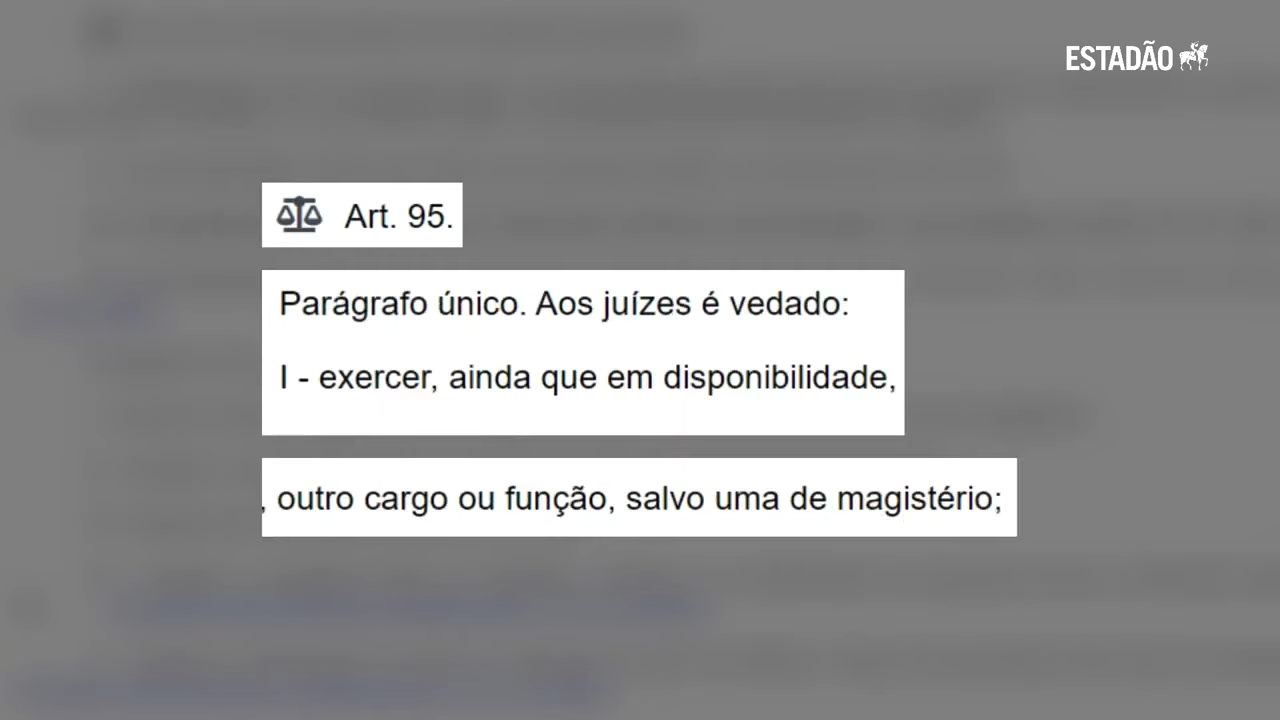 ESTADÃO
Art. 95.
Parágrafo único. Aos juízes é vedado:
I - exercer, ainda que em disponibilidade,
, outro cargo ou função, salvo uma de magistério;